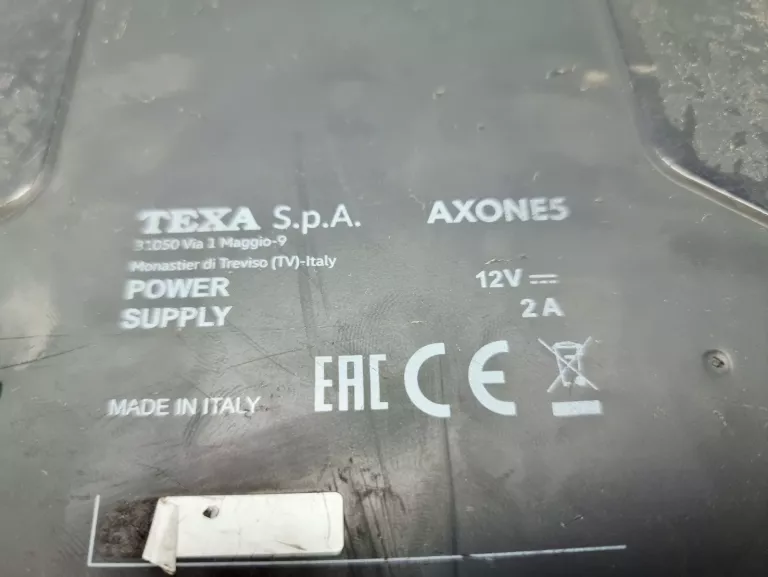 TEXA S.p.A.
31050 Via 1 Maggio-9
Monastier di Treviso (TV)-Italy
POWER
SUPPLY
AXONE5
12V
2 A
MADE IN ITALY
EAC CE